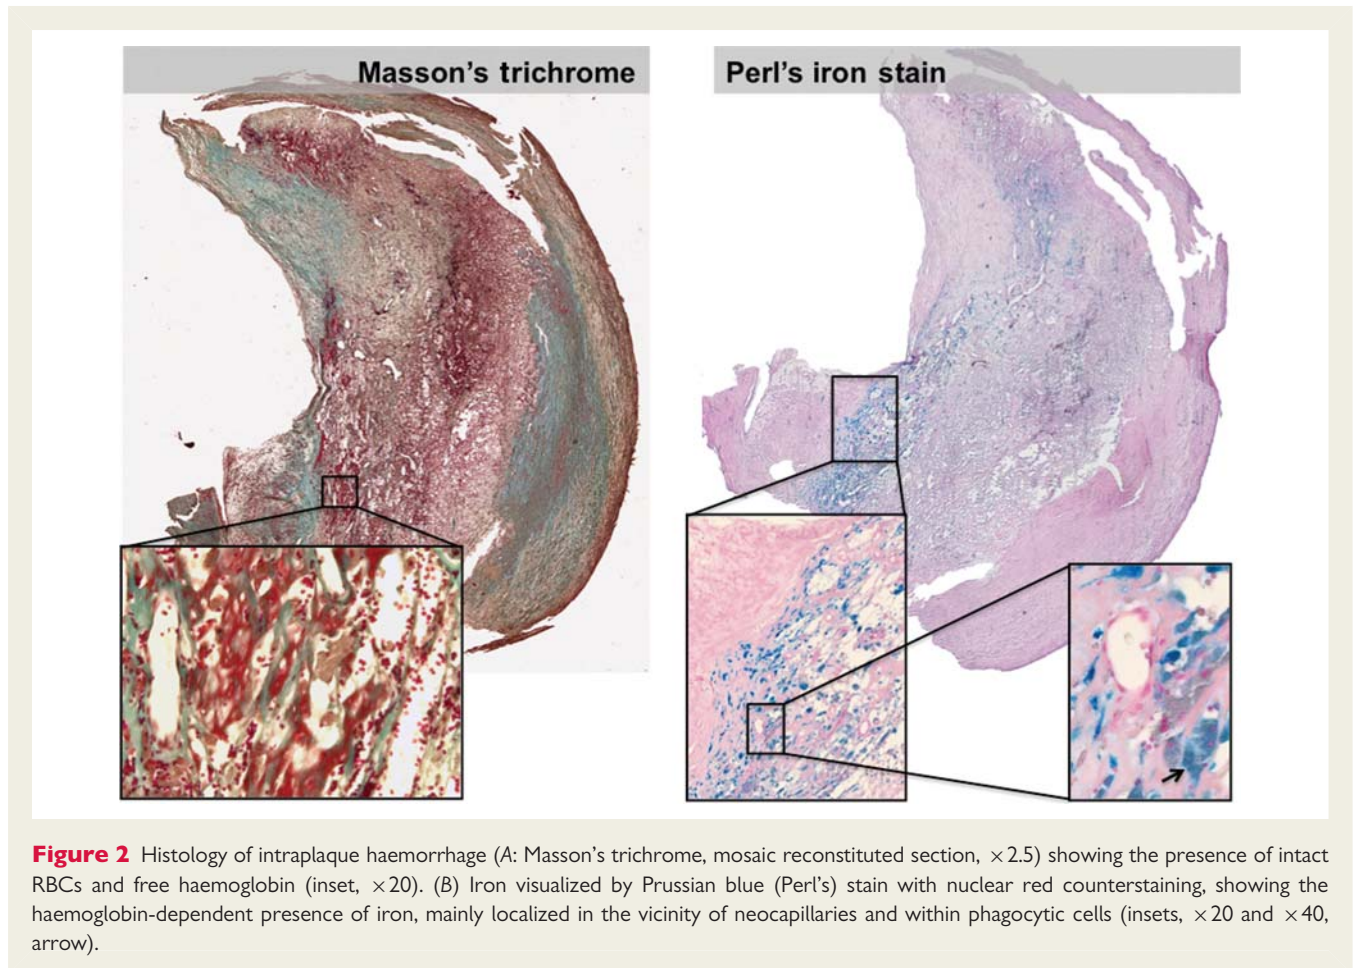 Masson's trichrome
Perl's iron stain
Figure 2 Histology of intraplaque haemorrhage (A: Masson's trichrome, mosaic reconstituted section, ×2.5) showing the presence of intact
RBCs and free haemoglobin (inset, ×20). (B) Iron visualized by Prussian blue (Perl's) stain with nuclear red counterstaining, showing the
haemoglobin-dependent presence of iron, mainly localized in the vicinity of neocapillaries and within phagocytic cells (insets, ×20 and ×40,
arrow).